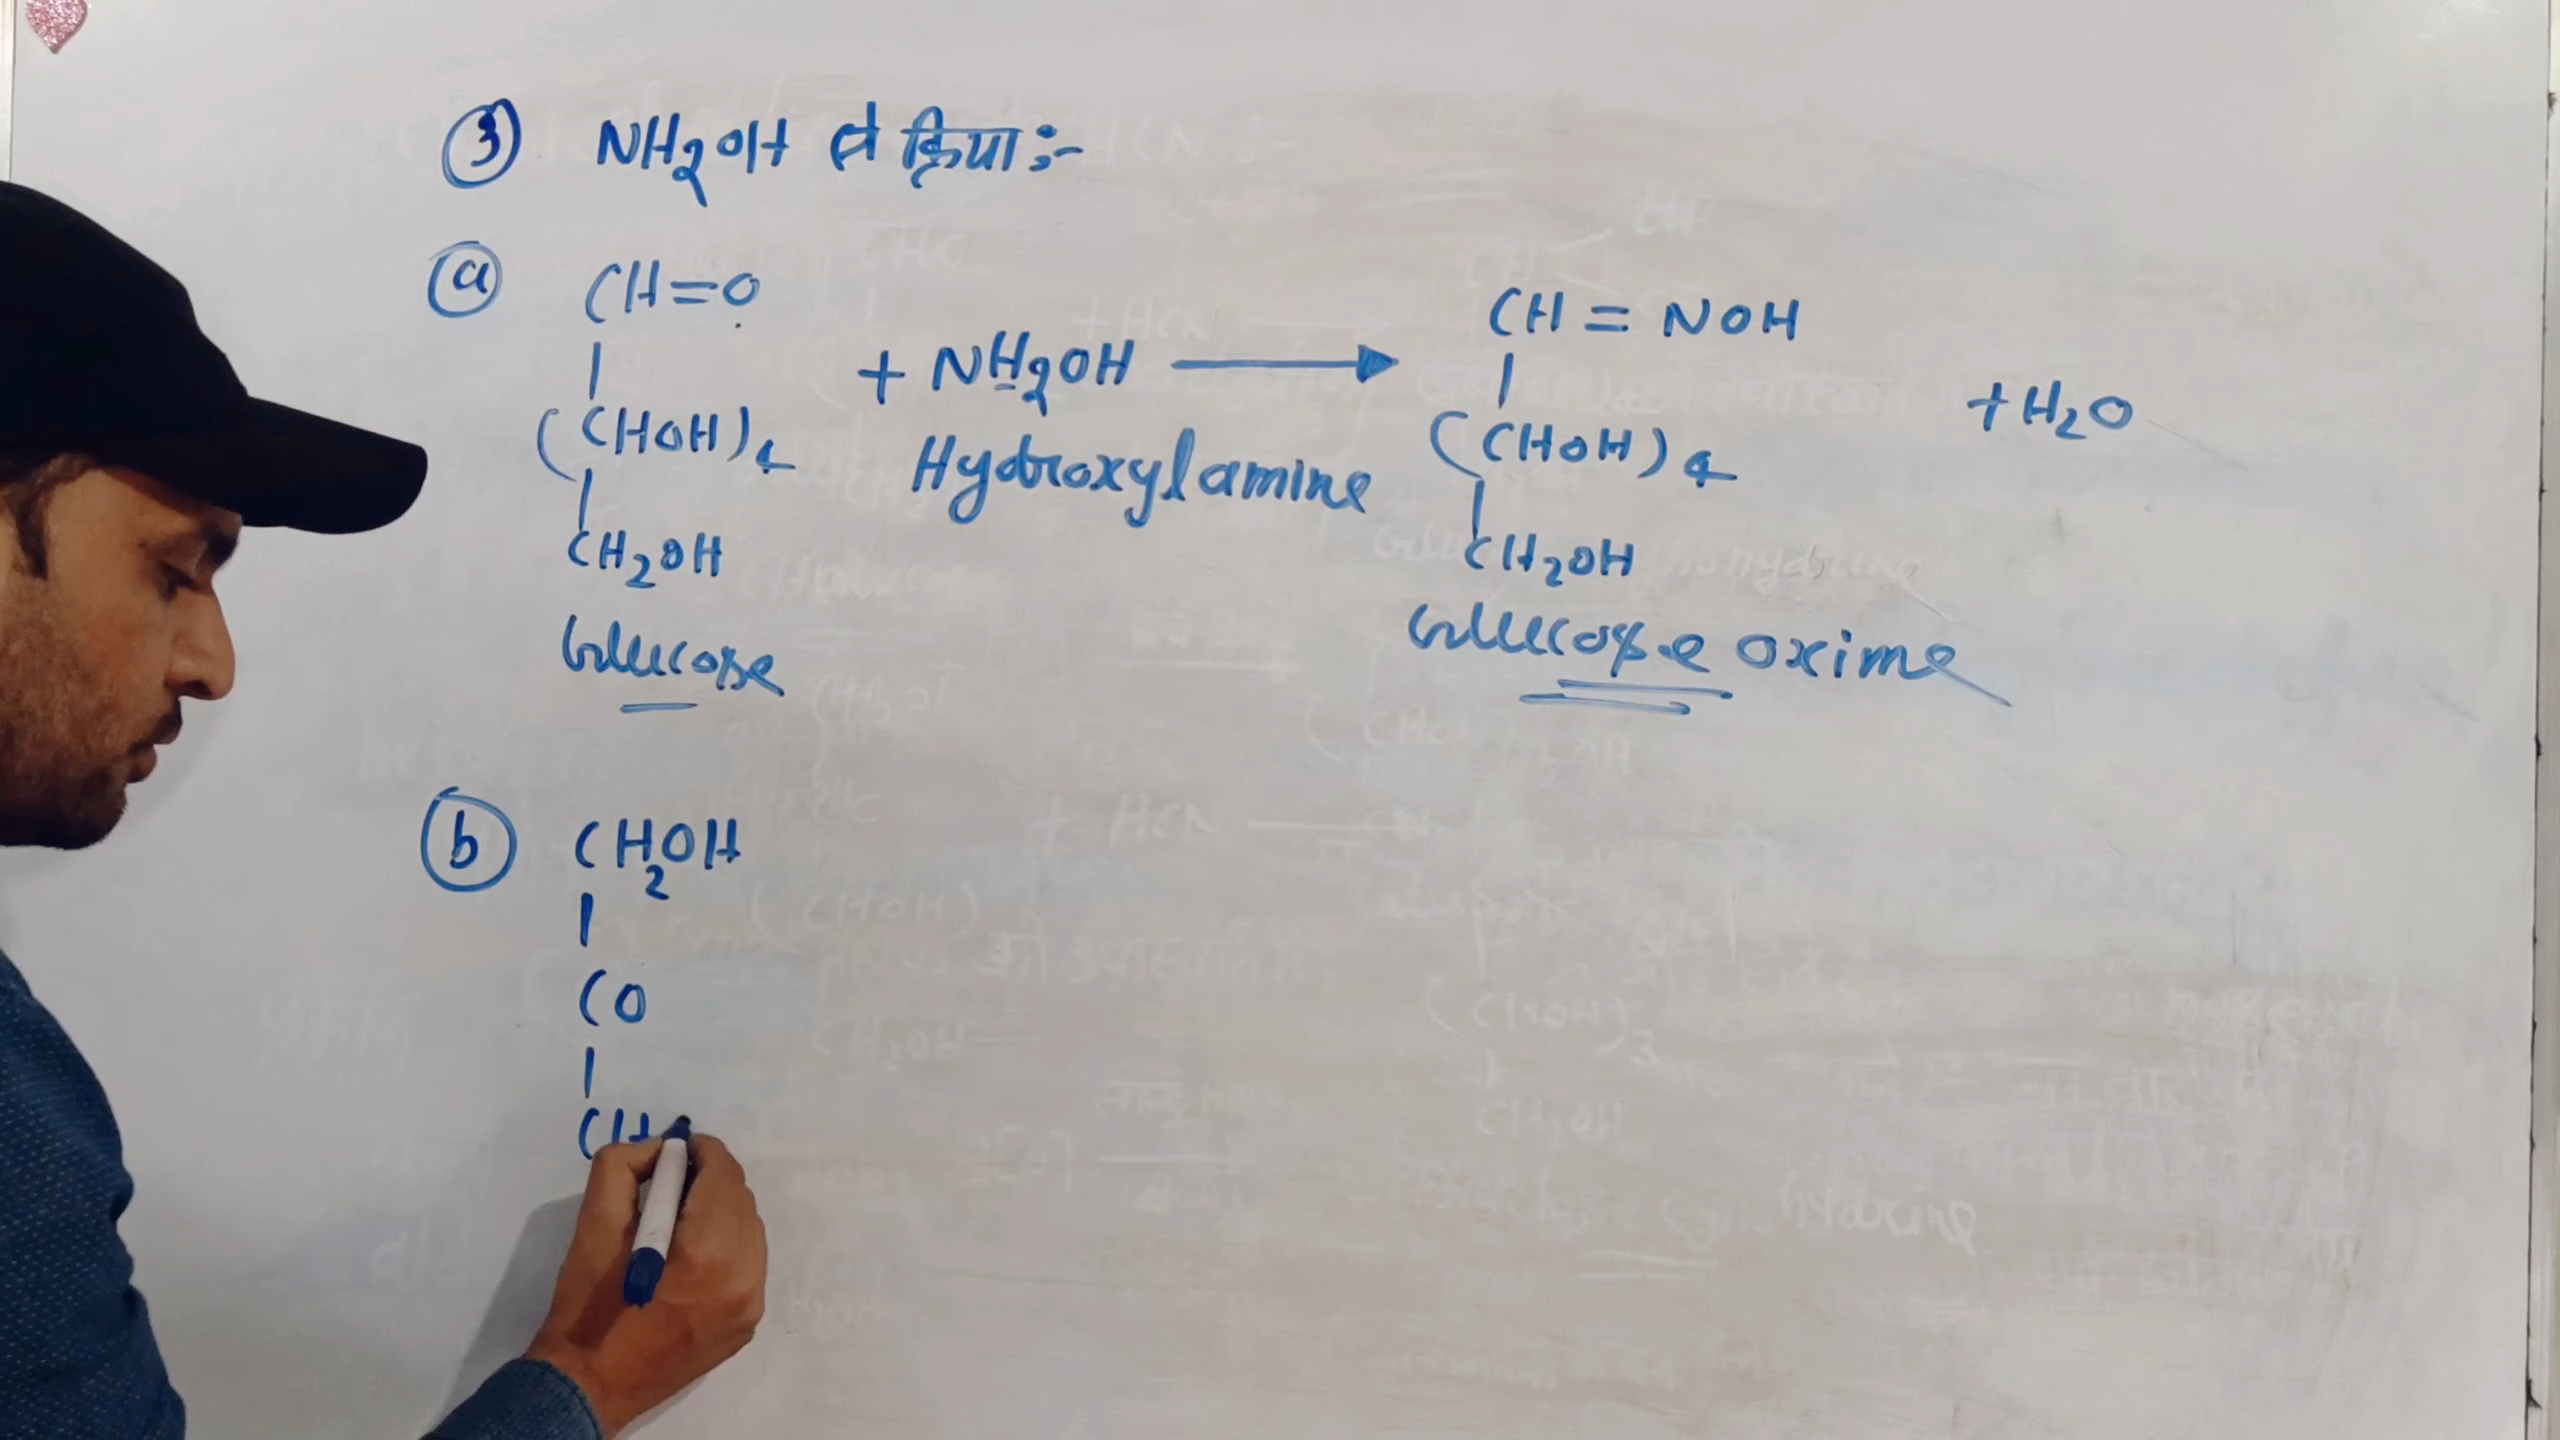 ③ NH₂OH से क्रिया :-
ⓐ CH=O
|
(CHOH)₄
|
CH₂OH
Glucose
+ NH₂OH ⟶
Hydroxylamine
CH = NOH
|
(CHOH)₄
|
CH₂OH
Glucose oxime
+ H₂O
ⓑ CH₂OH
|
CO
|
CH